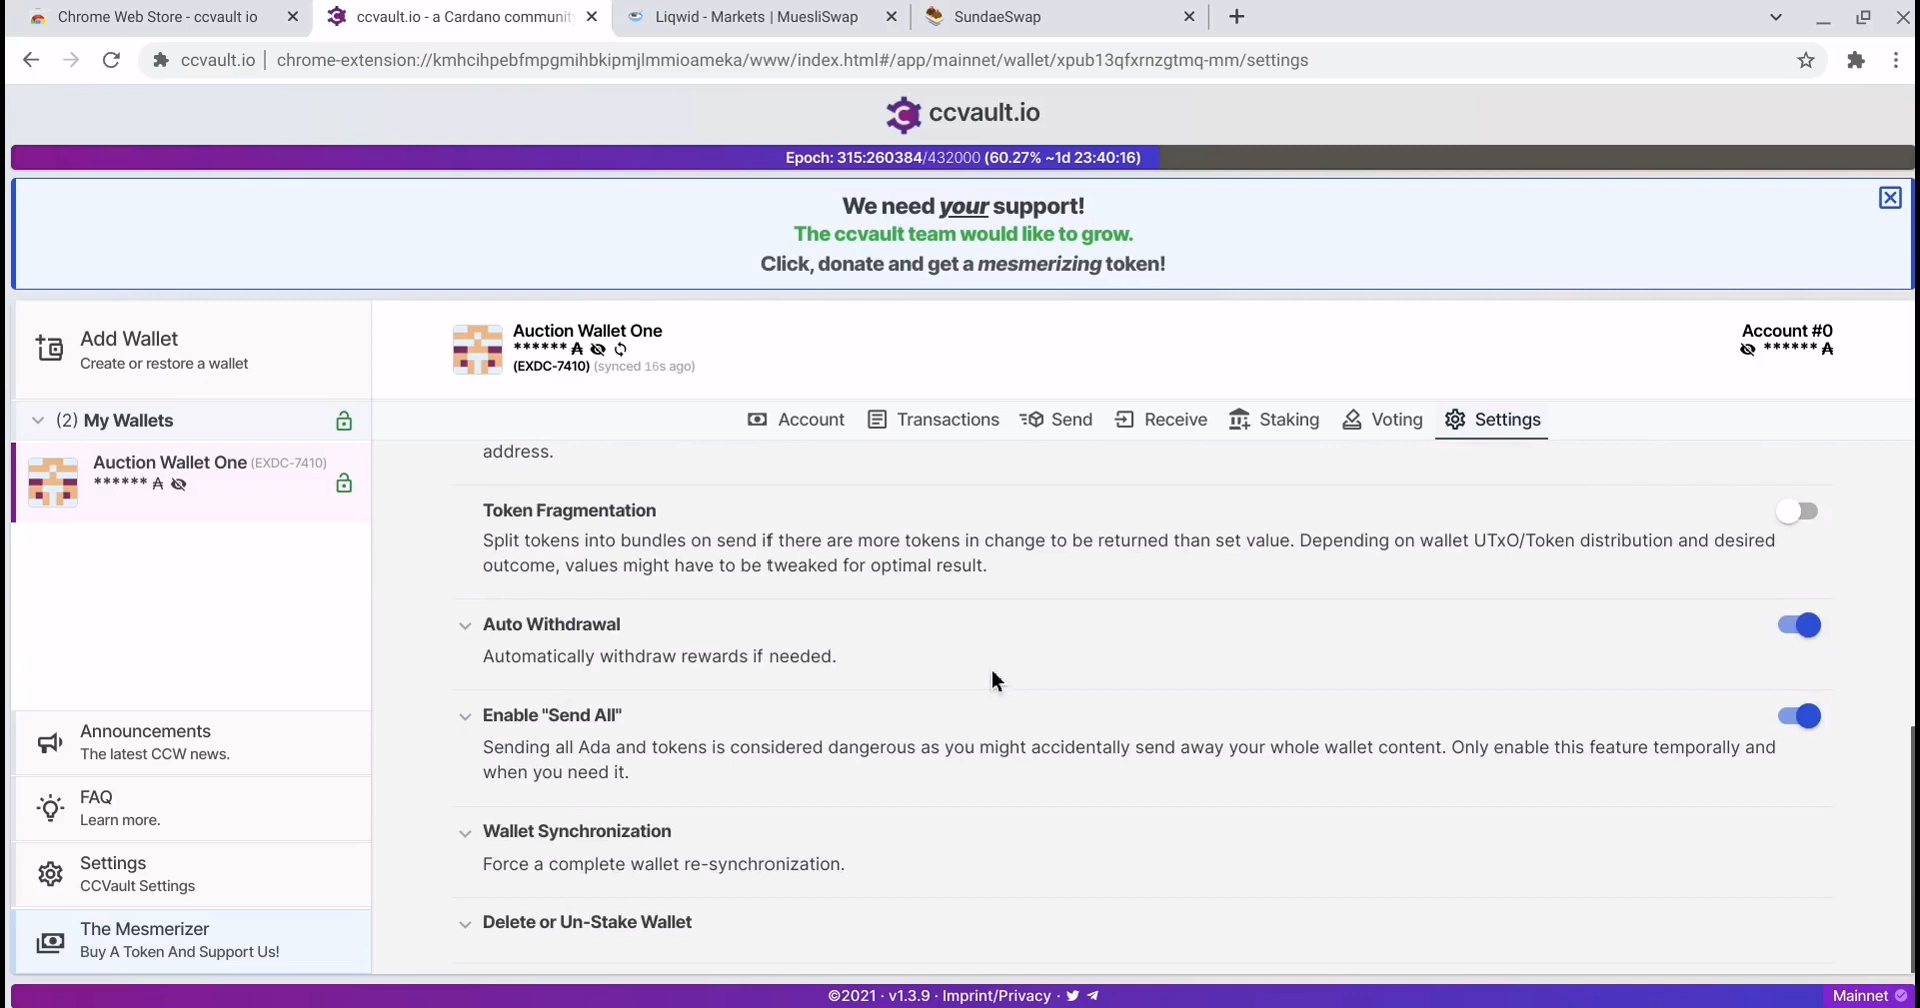 Chrome Web Store - ccvault io
ccvault.io - a Cardano communit
Liqwid - Markets | MuesliSwap
SundaeSwap
ccvault.io | chrome-extension://kmhcihpebfmpgmihbkipmjlmmioameka/www/index.html#/app/mainnet/wallet/xpub13qfxrnzgtmq-mm/settings
ccvault.io
Epoch: 315:260384/432000 (60.27% ~1d 23:40:16)
We need your support!
The ccvault team would like to grow.
Click, donate and get a mesmerizing token!
Add Wallet
Create or restore a wallet
(2) My Wallets
Auction Wallet One (EXDC-7410)
****** ₳
Announcements
The latest CCW news.
FAQ
Learn more.
Settings
CCVault Settings
The Mesmerizer
Buy A Token And Support Us!
Auction Wallet One
****** ₳
(EXDC-7410) (synced 16s ago)
Account #0
****** ₳
Account Transactions Send Receive Staking Voting Settings
address.
Token Fragmentation
Split tokens into bundles on send if there are more tokens in change to be returned than set value. Depending on wallet UTxO/Token distribution and desired
outcome, values might have to be tweaked for optimal result.
Auto Withdrawal
Automatically withdraw rewards if needed.
Enable "Send All"
Sending all Ada and tokens is considered dangerous as you might accidentally send away your whole wallet content. Only enable this feature temporally and
when you need it.
Wallet Synchronization
Force a complete wallet re-synchronization.
Delete or Un-Stake Wallet
©2021 · v1.3.9 · Imprint/Privacy ·
Mainnet